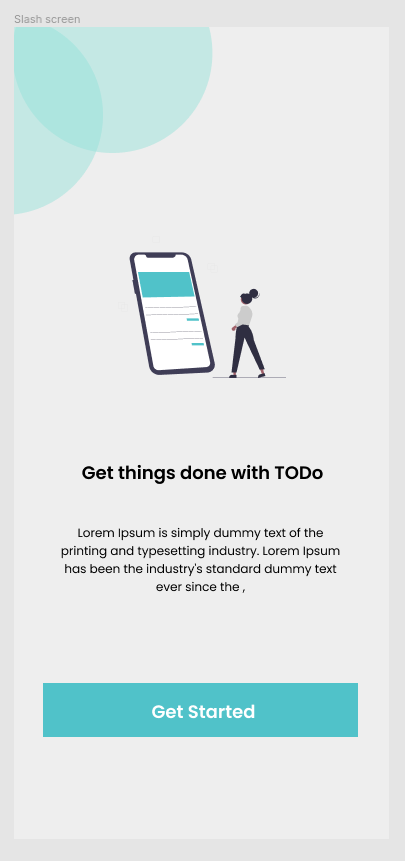 Slash screen
Get things done with TODo
Lorem Ipsum is simply dummy text of the
printing and typesetting industry. Lorem Ipsum
has been the industry's standard dummy text
ever since the ,
Get Started